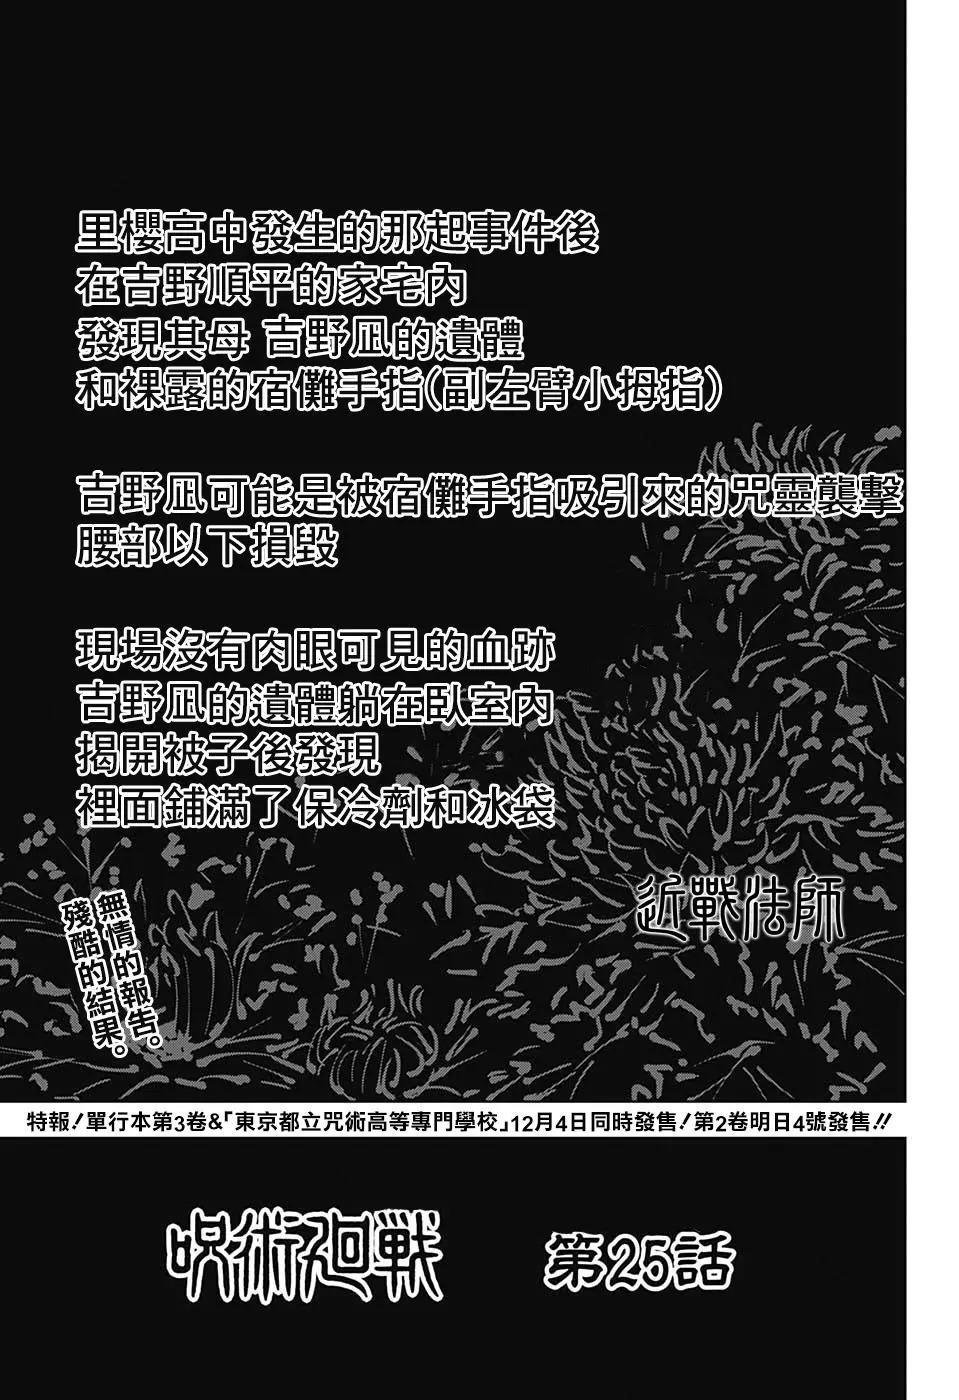 里櫻高中發生的那起事件後
在吉野順平的家宅內
發現其母 吉野凪的遺體
和裸露的宿儺手指(副左臂小拇指)
吉野凪可能是被宿儺手指吸引來的咒靈襲擊
腰部以下損毀
現場沒有肉眼可見的血跡
吉野凪的遺體躺在臥室內
揭開被子後發現
裡面鋪滿了保冷劑和冰袋
近戰法師
無情的報告。
殘酷的結果。
特報!單行本第3卷&「東京都立咒術高等專門學校」12月4日同時發售!第2卷明日4號發售!!
呪術廻戦
第25話